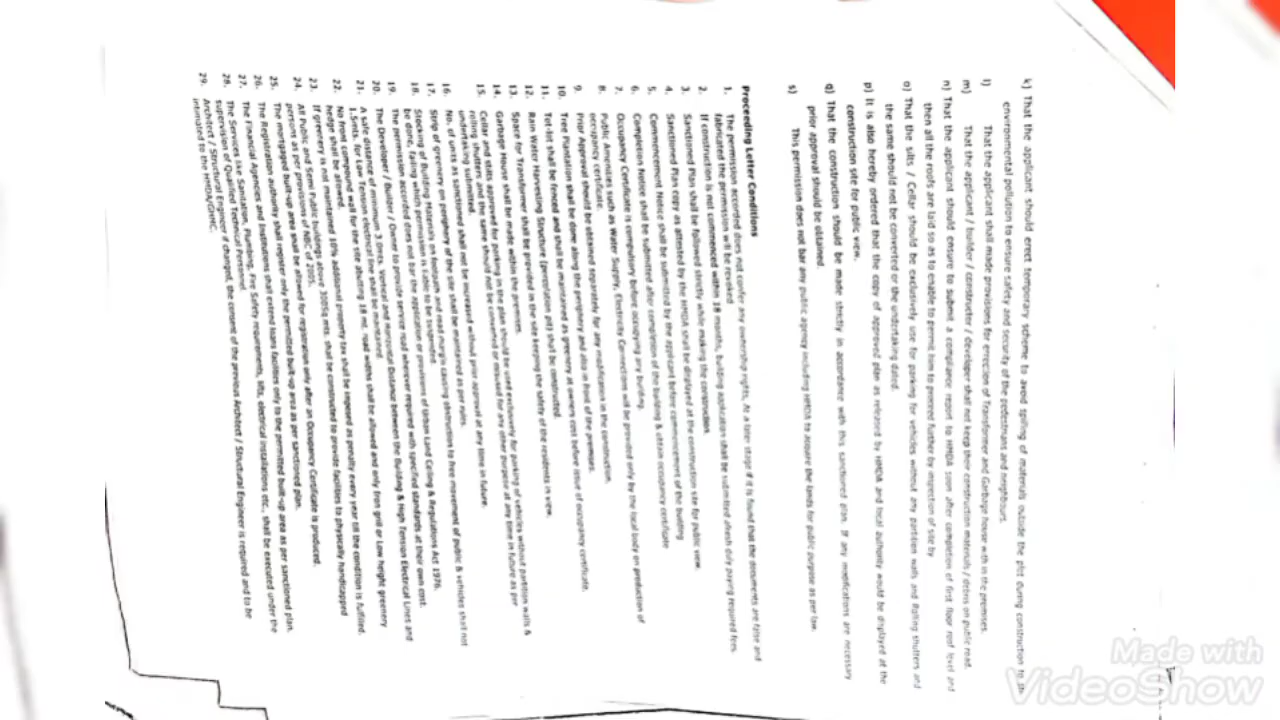 k) That the applicant should erect temporary scheme to avoid spilling of materials outside the plot during construction to
environmental pollution to ensure safety and security of the pedestrians and neighbours.
l) That the applicant shall made provisions for erection of Transformer and Garbage house with in the premises.
m) That the applicant / builder / constructer / developer shall not keep their construction materials / debris on public road.
n) That the applicant should ensure to submit a compliance report to HMDA soon after completion of first floor roof level and
then all the roofs are laid so as to enable to permit him to proceed further by inspection of site by
o) That the stilts / Cellar should be exclusively use for parking for vehicles without any partition walls and Rolling shutters and
the same should not be converted or the undertaking dated.
p) It is also hereby ordered that the copy of approved plan as released by HMDA and local authority would be displayed at the
construction site for public view.
q) That the construction should be made strictly in accordance with this sanctioned plan. If any modifications are necessary
prior approval should be obtained.
s) This permission does not bar any public agency including HMDA to acquire the lands for public purpose as per law.
Proceeding Letter Conditions
1. The permission accorded does not confer any ownership rights, At a later stage if it is found that the documents are false and
fabricated the permission will be revoked
2. If construction is not commenced within 18 months, building application shall be submitted afresh duly paying required fees
3. Sanctioned Plan shall be followed strictly while making the construction.
4. Sanctioned Plan copy as attested by the HMDA shall be displayed at the construction site for public view.
5. Commencement Notice shall be submitted by the applicant before commencement of the building
6. Completion Notice shall be submitted after completion of the building & obtain occupancy certificate
7. Occupancy Certificate is compulsory before occupying any building.
8. Public Amenities such as Water Supply, Electricity Connections will be provided only by the local body on production of
occupancy certificate.
9. Prior Approval should be obtained separately for any modification in the construction.
10. Tree Plantation shall be done along the periphery and also in front of the premises.
11. Tot-lot shall be fenced and shall be maintained as greenery at owners cost before issue of occupancy certificate.
12. Rain Water Harvesting Structure (percolation pit) shall be constructed.
13. Space for Transformer shall be provided in the site keeping the safety of the residents in view.
14. Garbage House shall be made within the premises.
15. Cellar and stilts approved for parking in the plan should be used exclusively for parking of vehicles without partition walls &
rolling shutters and the same should not be converted or misused for any other purpose at any time in future as per
undertaking submitted.
16. No. of units as sanctioned shall not be increased without prior approval at any time in future.
17. Strip of greenery on periphery of the site shall be maintained as per rules.
18. Stocking of Building Materials on footpath and road margin causing obstruction to free movement of public & vehicles shall not
be done, failing which permission is liable to be suspended.
19. The permission accorded does not bar the application or provisions of Urban Land Ceiling & Regulations Act 1976.
20. The Developer / Builder / Owner to provide service road wherever required with specified standards at their own cost.
21. A safe distance of minimum 3.0mts. Vertical and Horizontal Distance between the Building & High Tension Electrical Lines and
1.5mts. for Low Tension electrical line shall be maintained.
22. No front compound wall for the site abutting 18 mt. road width shall be allowed and only Iron grill or Low height greenery
hedge shall be allowed.
23. If greenery is not maintained 10% additional property tax shall be imposed as penalty every year till the condition is fulfilled.
24. All Public and Semi Public buildings above 300Sq.mts. shall be constructed to provide facilities to physically handicapped
persons as per provisions of NBC of 2005.
25. The mortgaged built-up area shall be allowed for registration only after an Occupancy Certificate is produced.
26. The Registration authority shall register only the permitted built-up area as per sanctioned plan.
27. The Financial Agencies and Institutions shall extend loans facilities only to the permitted built-up area as per sanctioned plan.
28. The Services like Sanitation, Plumbing, Fire Safety requirements, lifts, electrical installations etc., shall be executed under the
supervision of Qualified Technical Personnel.
29. Architect / Structural Engineer if changed, the consent of the previous Architect / Structural Engineer is required and to be
intimated to the HMDA/GHMC.
Made with
VideoShow